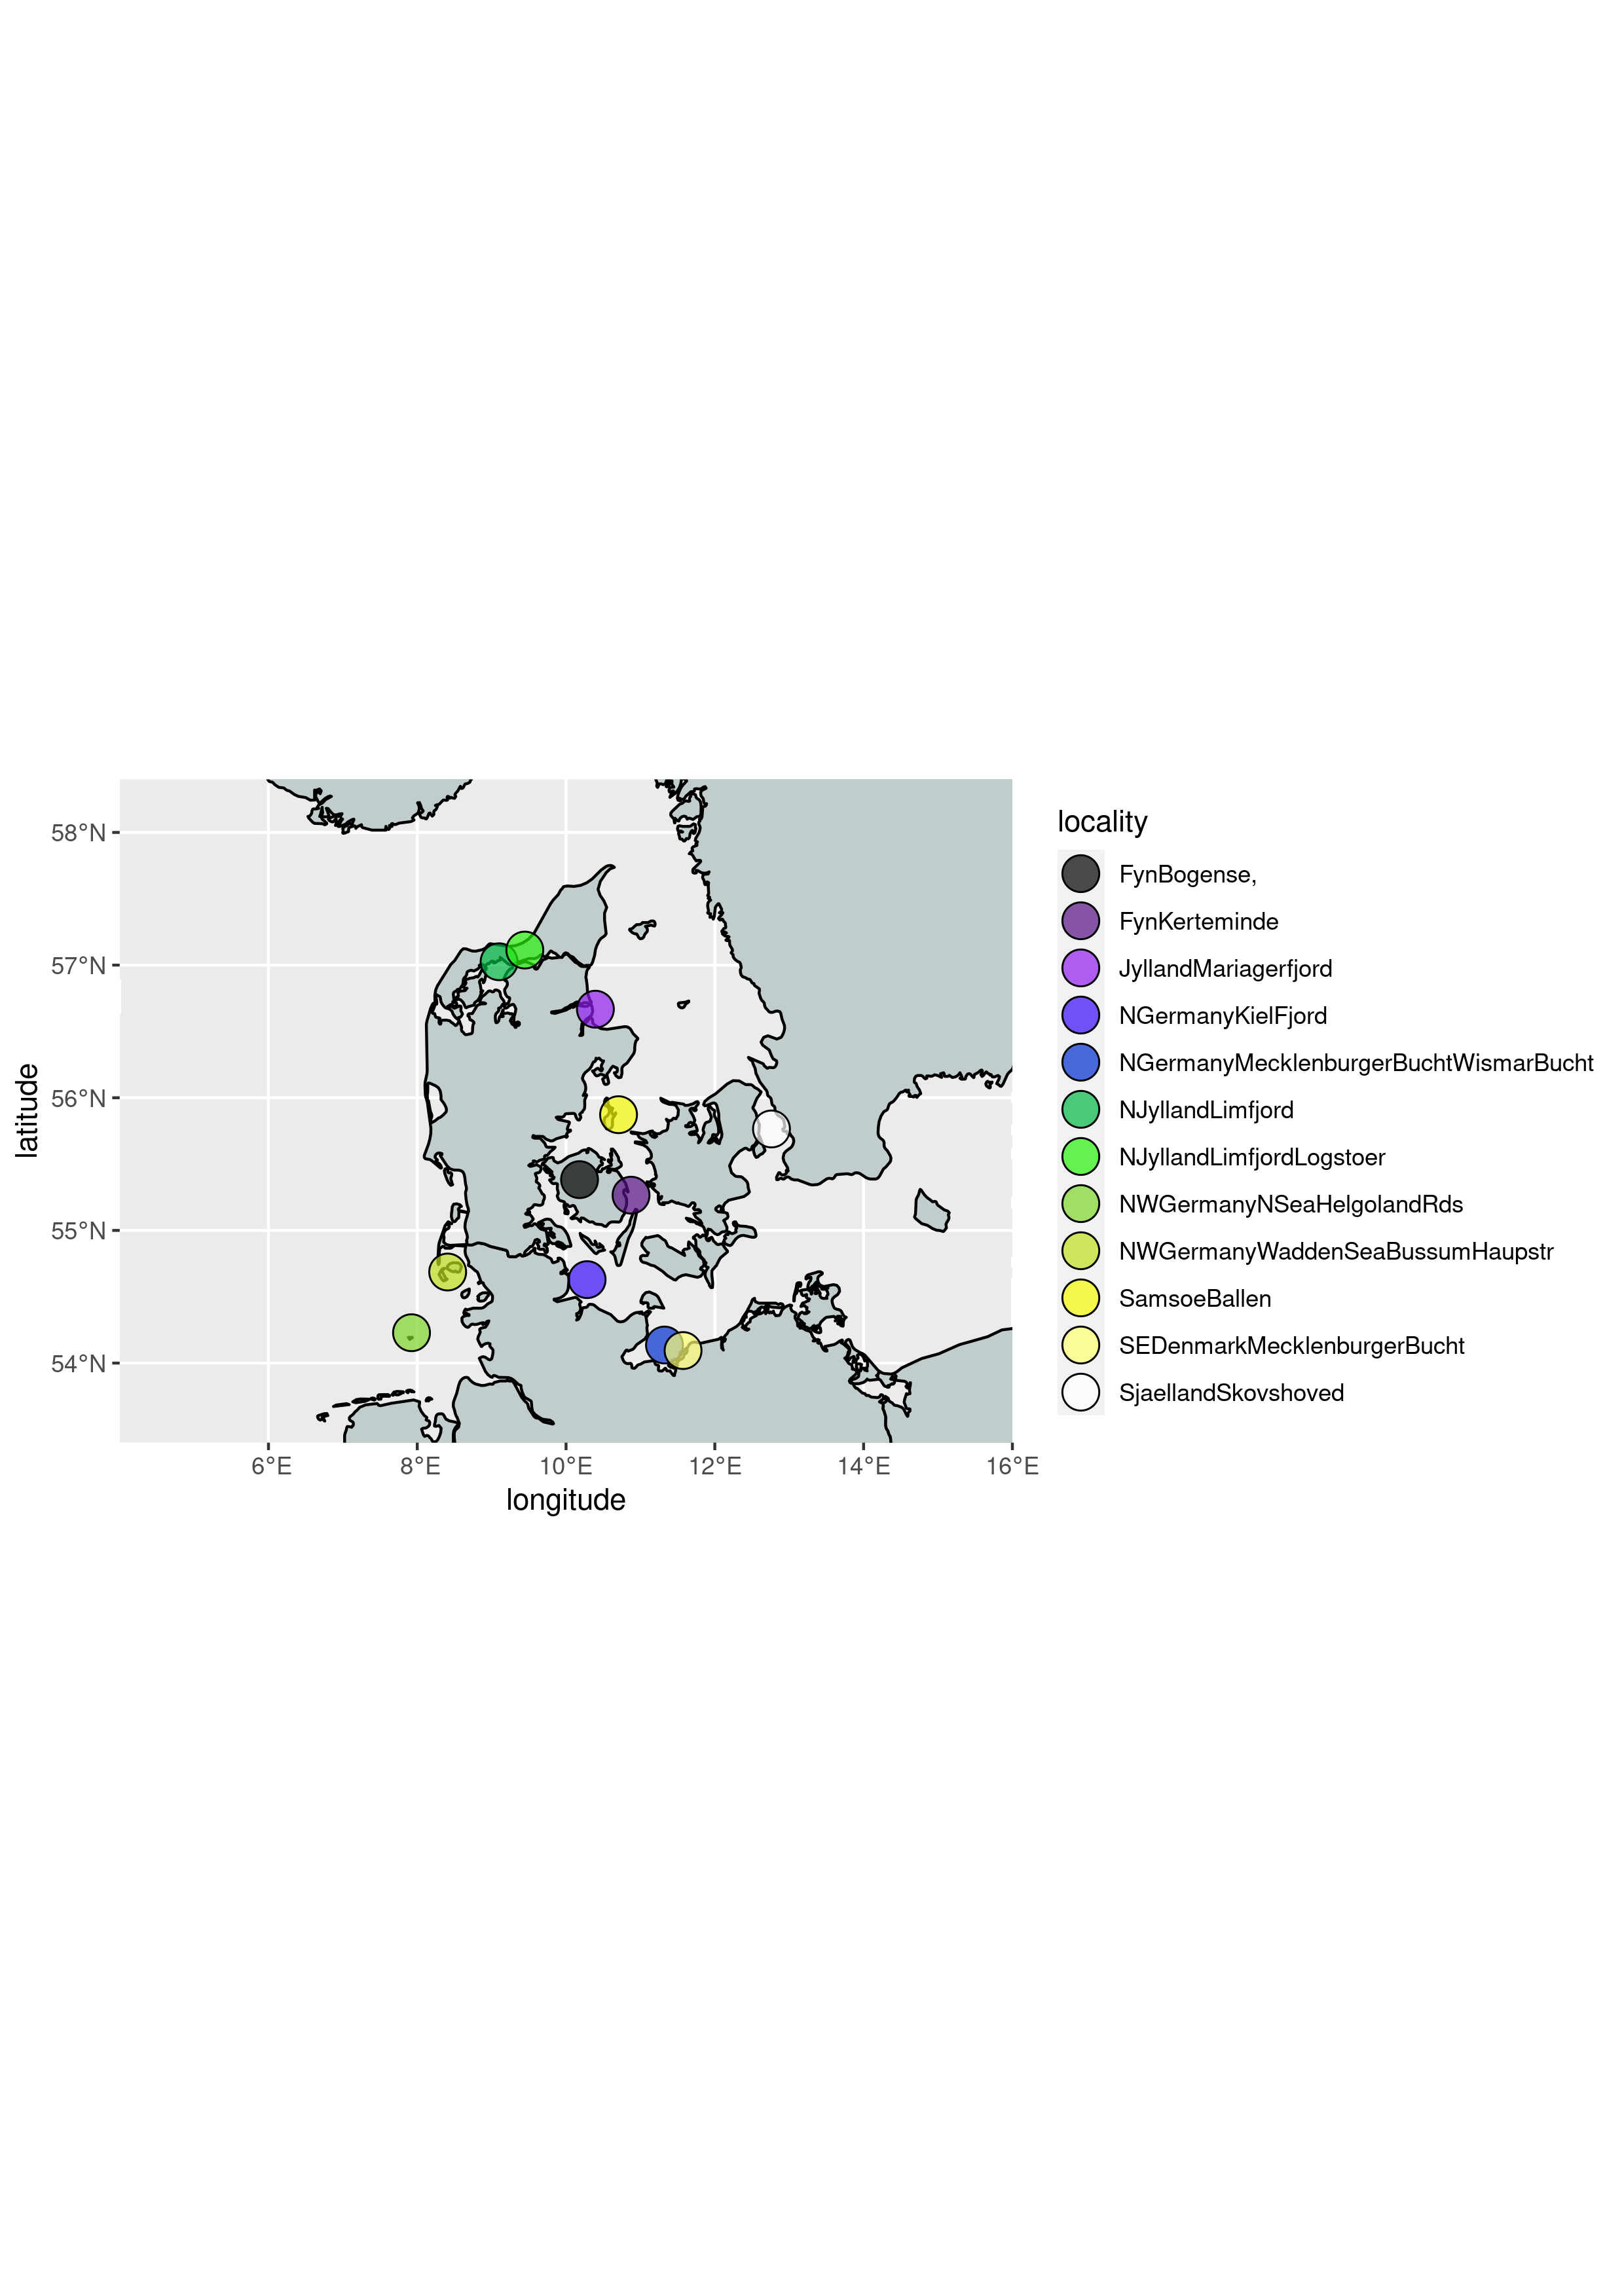 locality
FynBogense,
FynKerteminde
JyllandMariagerfjord
NGermanyKielFjord
NGermanyMecklenburgerBuchtWismarBucht
NJyllandLimfjord
NJyllandLimfjordLogstoer
NWGermanyNSeaHelgolandRds
NWGermanyWaddenSeaBussumHaupstr
SamsoeBallen
SEDenmarkMecklenburgerBucht
SjaellandSkovshoved
58°N
57°N
56°N
55°N
54°N
latitude
6°E
8°E
10°E
12°E
14°E
16°E
longitude